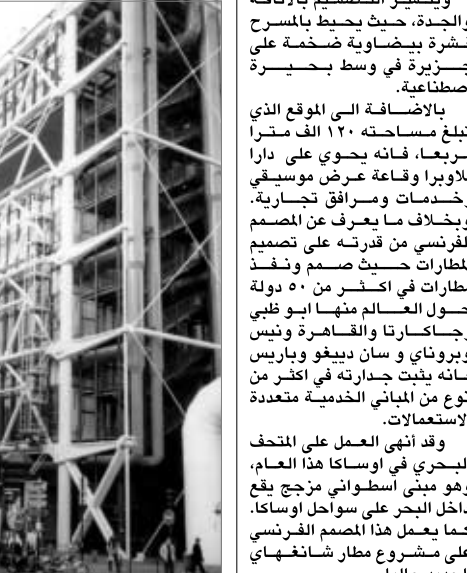 ويتميز التصميم بالأناقة
والجدة، حيث يحيط بالمسرح
قشرة بيضاوية ضخمة على
جزيرة في وسط بحيرة
اصطناعية.
بالاضافة الى الموقع الذي
تبلغ مساحته ١٢٠ الف مترا
مربعا، فانه يحوي على دارا
للاوبرا وقاعة عرض موسيقي
وخدمات ومرافق تجارية.
وبخلاف ما يعرف عن المصمم
الفرنسي من قدرته على تصميم
المطارات حيث صمم ونفذ
مطارات في اكثر من ٥٠ دولة
حول العالم منها ابو ظبي
وجاكارتا والقاهرة ونيس
وبروناي و سان دييغو وباريس
فانه يثبت جدارته في اكثر من
نوع من المباني الخدمية متعددة
الاستعمالات.
وقد أنهى العمل على المتحف
البحري في اوساكا هذا العام،
وهو مبنى اسطواني مزجج يقع
داخل البحر على سواحل اوساكا.
كما يعمل هذا المصمم الفرنسي
على مشروع مطار شانغهاي